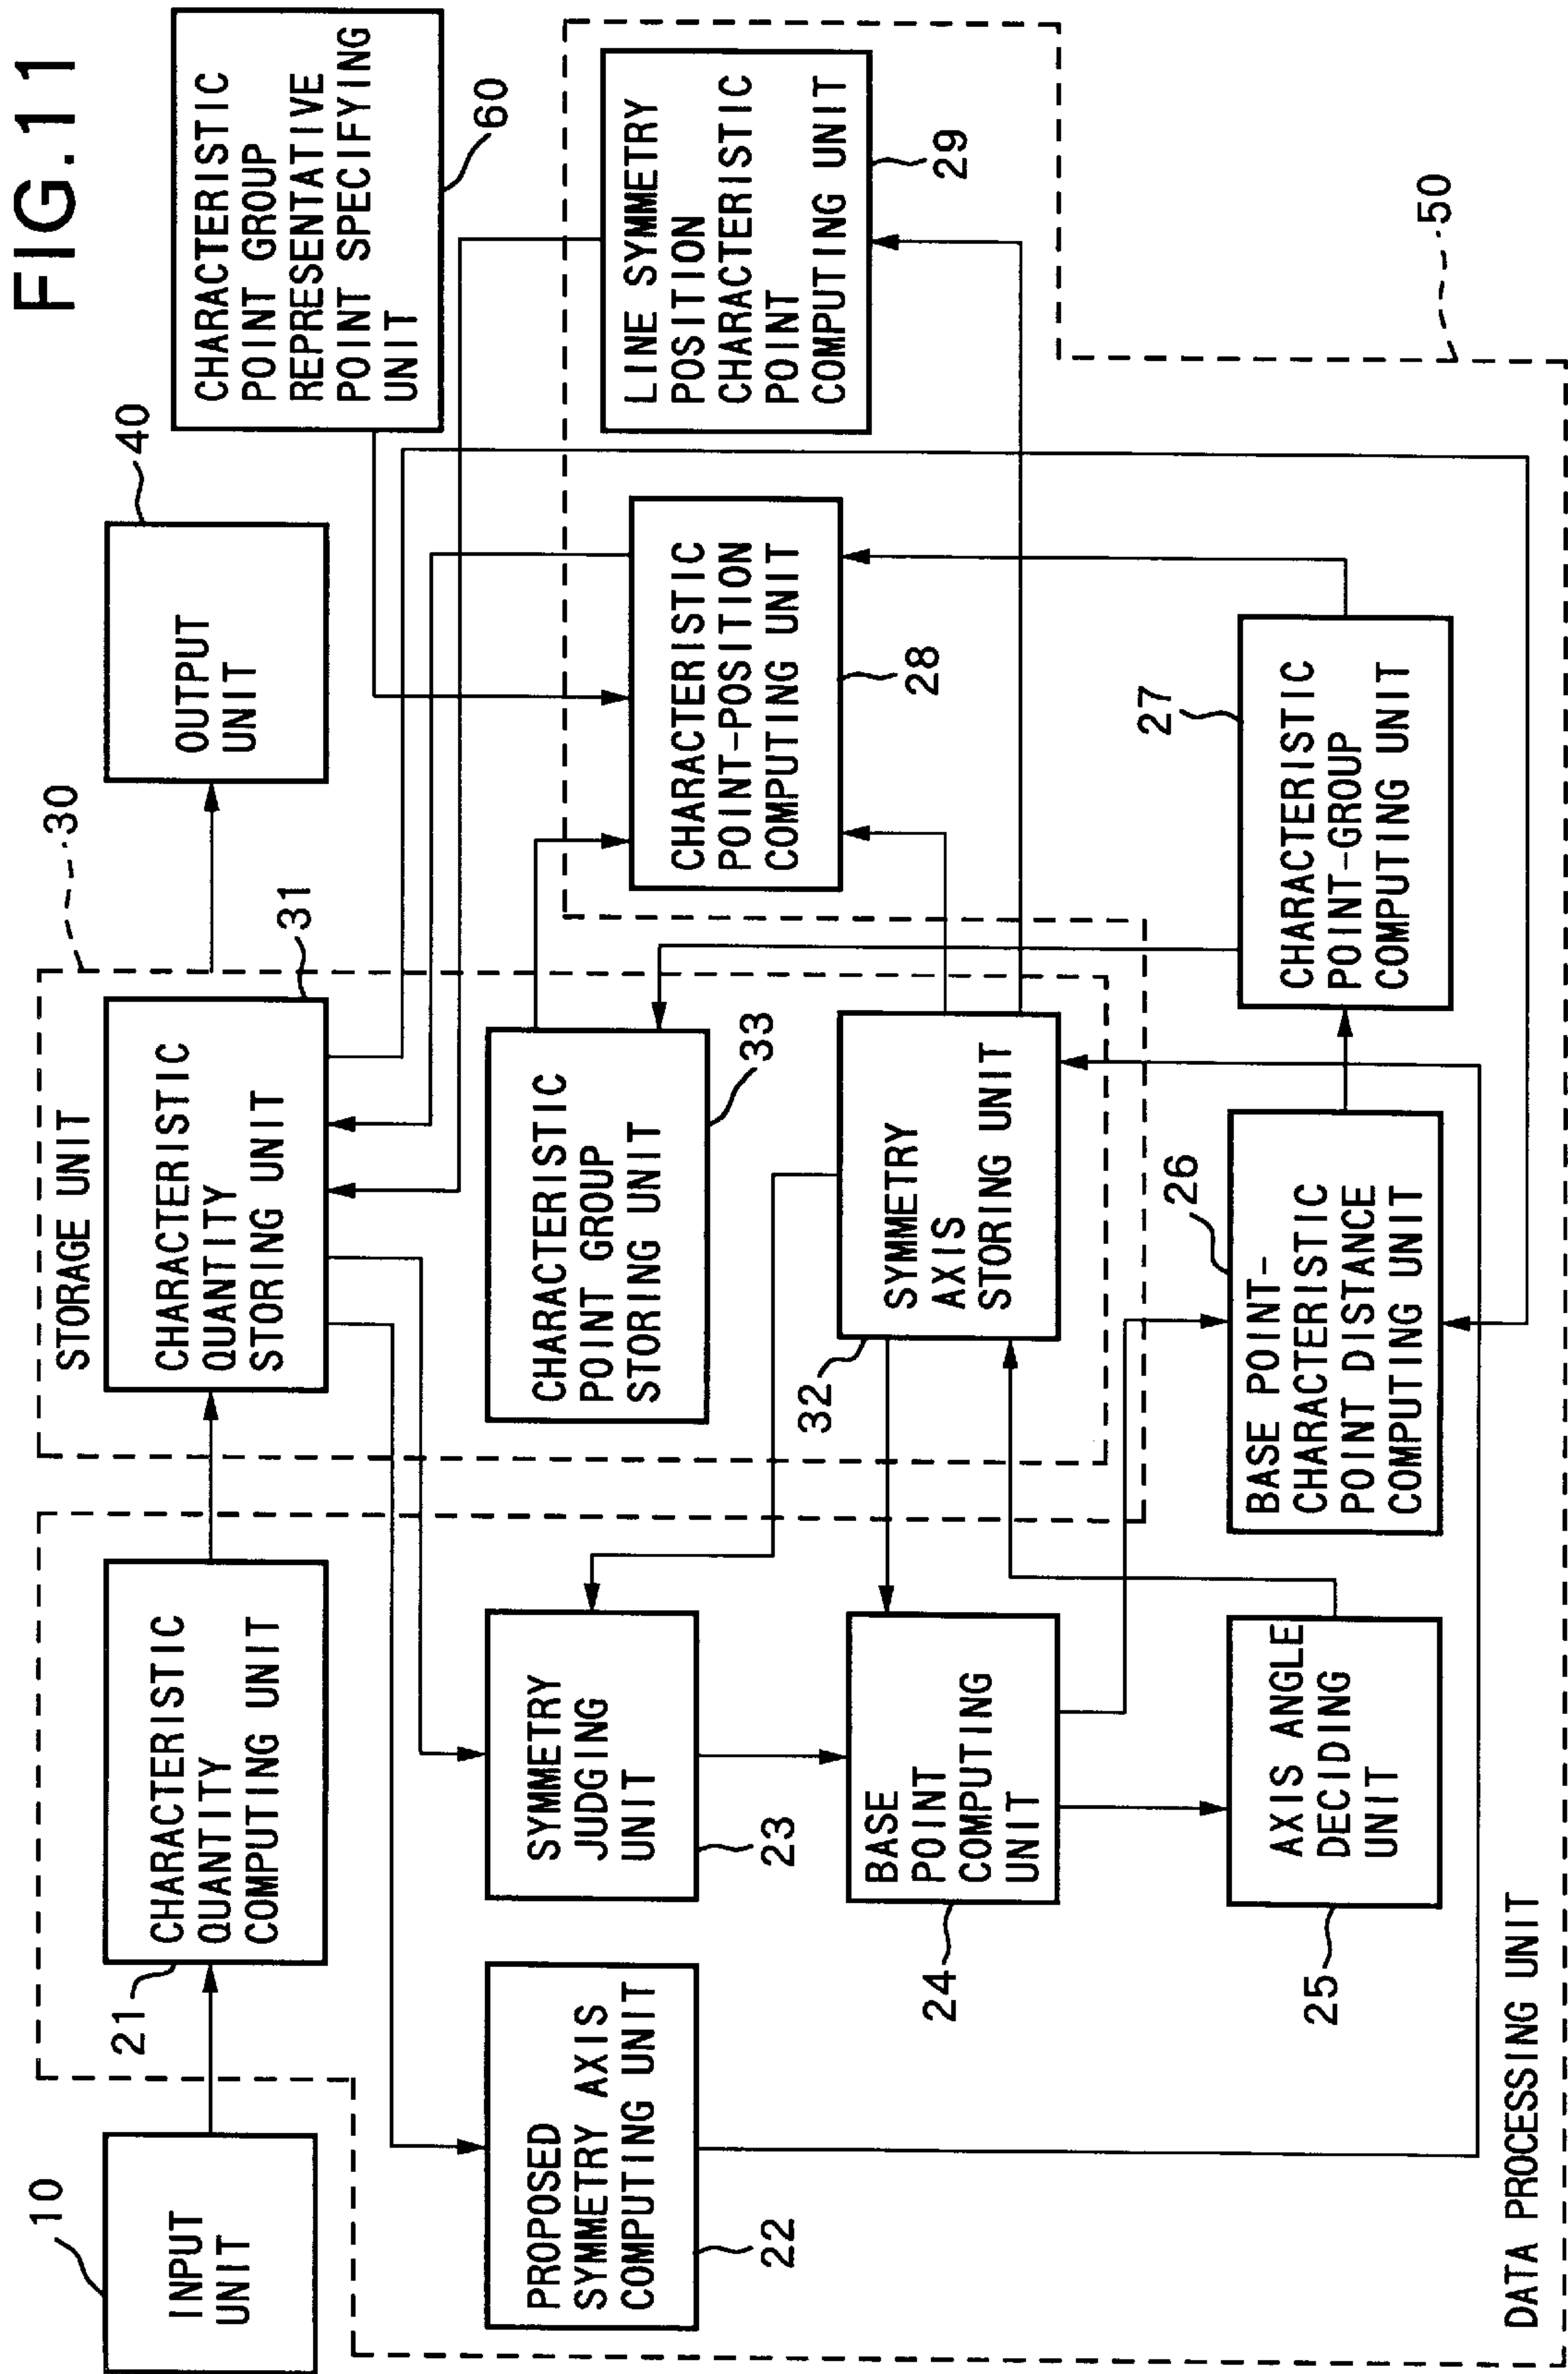 FIG.11
10
INPUT
UNIT
21
CHARACTERISTIC
QUANTITY
COMPUTING UNIT
STORAGE UNIT
30
CHARACTERISTIC
QUANTITY
STORING UNIT
31
OUTPUT
UNIT
40
CHARACTERISTIC
POINT GROUP
REPRESENTATIVE
POINT SPECIFYING
UNIT
60
PROPOSED
SYMMETRY AXIS
COMPUTING UNIT
22
SYMMETRY
JUDGING
UNIT
23
CHARACTERISTIC
POINT GROUP
STORING UNIT
33
CHARACTERISTIC
POINT-POSITION
COMPUTING UNIT
28
LINE SYMMETRY
POSITION
CHARACTERISTIC
POINT
COMPUTING UNIT
29
BASE
POINT
COMPUTING
UNIT
24
SYMMETRY
AXIS
STORING UNIT
32
AXIS ANGLE
DECIDING
UNIT
25
BASE POINT-
CHARACTERISTIC
POINT DISTANCE
COMPUTING UNIT
26
CHARACTERISTIC
POINT-GROUP
COMPUTING UNIT
27
50
DATA PROCESSING UNIT